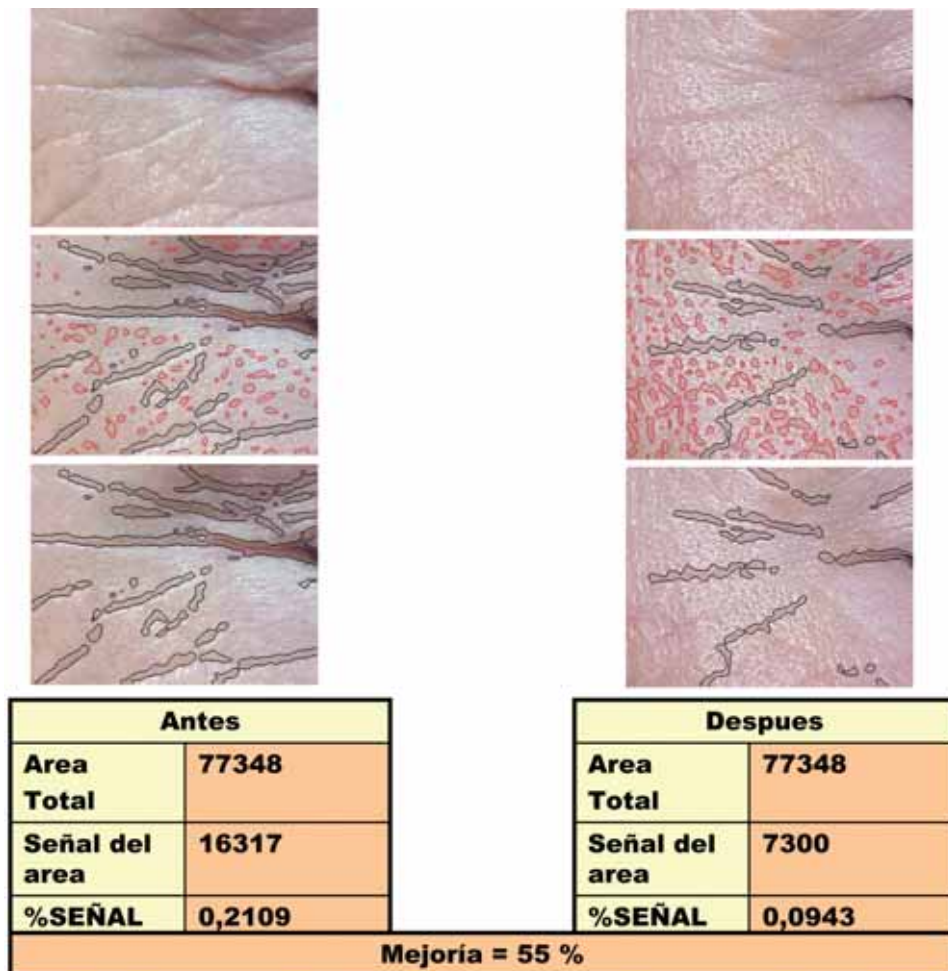 Antes
Area Total 77348
Señal del area 16317
%SEÑAL 0,2109
Despues
Area Total 77348
Señal del area 7300
%SEÑAL 0,0943
Mejoría = 55 %